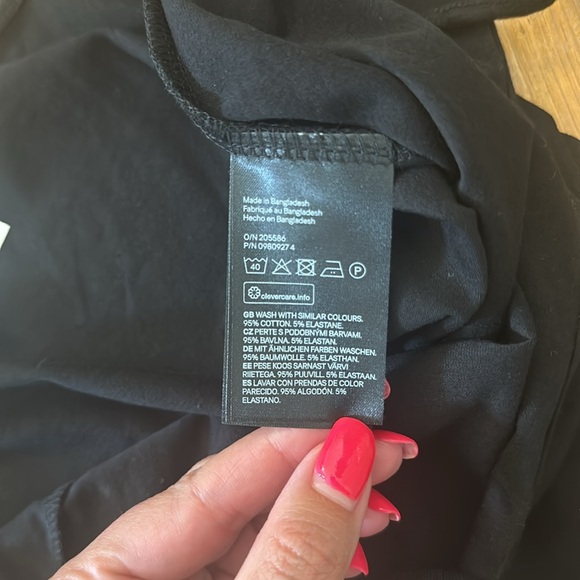 Made in Bangladesh
Fabriqué au Bangladesh
Hecho en Bangladesh
O/N 205586
P/N 0980927 4
40
P
clevercare.info
GB WASH WITH SIMILAR COLOURS.
95% COTTON. 5% ELASTANE.
CZ PERTE S PODOBNÝMI BARVAMI.
95% BAVLNA. 5% ELASTAN.
DE MIT ÄHNLICHEN FARBEN WASCHEN.
95% BAUMWOLLE. 5% ELASTHAN.
EE PESE KOOS SARNAST VÄRVI
RIIETEGA. 95% PUUVILL. 5% ELASTAAN.
ES LAVAR CON PRENDAS DE COLOR
PARECIDO. 95% ALGODÓN. 5%
ELASTANO.